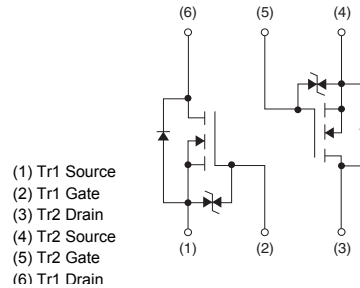 (6) (5) (4)
(1) Tr1 Source
(2) Tr1 Gate
(3) Tr2 Drain
(4) Tr2 Source
(5) Tr2 Gate
(6) Tr1 Drain
(1) (2) (3)